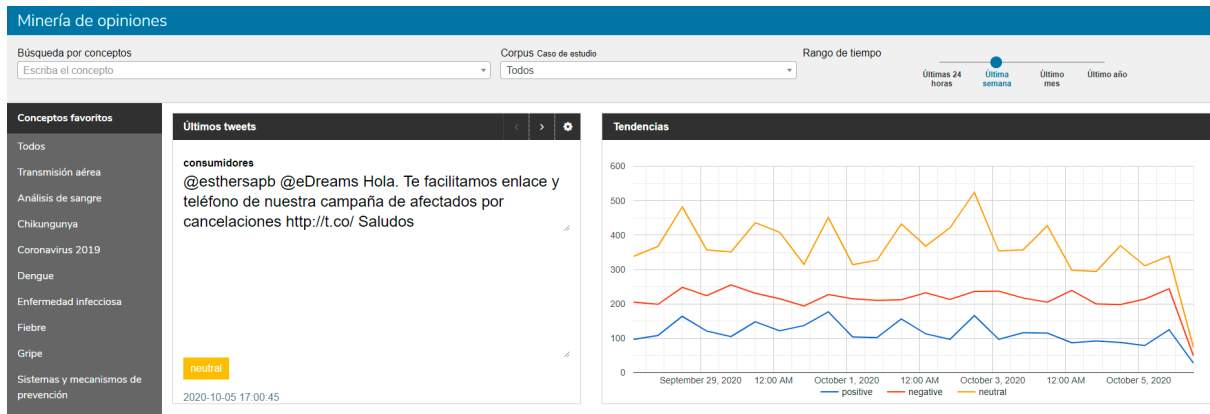 Minería de opiniones
Búsqueda por conceptos
Escriba el concepto
Corpus Caso de estudio
Todos
Rango de tiempo
Últimas 24
horas
Última
semana
Último
mes
Último año
Conceptos favoritos
Todos
Transmisión aérea
Análisis de sangre
Chikungunya
Coronavirus 2019
Dengue
Enfermedad infecciosa
Fiebre
Gripe
Sistemas y mecanismos de
prevención
Últimos tweets
consumidores
@esthersapb @eDreams Hola. Te facilitamos enlace y
teléfono de nuestra campaña de afectados por
cancelaciones http://t.co/ Saludos
neutral
2020-10-05 17:00:45
Tendencias
600
500
400
300
200
100
0
September 29, 2020 12:00 AM October 1, 2020 12:00 AM October 3, 2020 12:00 AM October 5, 2020
positive negative neutral